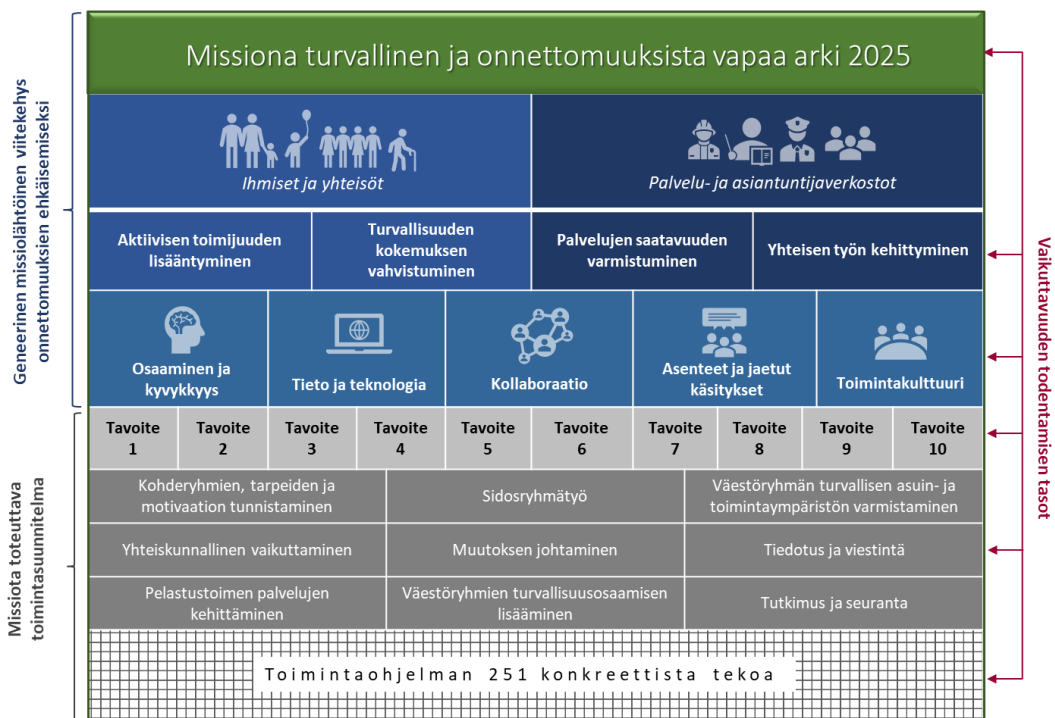 Missiona turvallinen ja onnettomuuksista vapaa arki 2025
Geneerinen missiolähtöinen viitekehys
onnettomuuksien ehkäisemiseksi
Ihmiset ja yhteisöt
Palvelu- ja asiantuntijaverkostot
Aktiivisen toimijuuden
lisääntyminen
Turvallisuuden
kokemuksen
vahvistuminen
Palvelujen saatavuuden
varmistuminen
Yhteisen työn kehittyminen
Osaaminen ja
kyvykkyys
Tieto ja teknologia
Kollaboraatio
Asenteet ja jaetut
käsitykset
Toimintakulttuuri
Vaikuttavuuden todentamisen tasot
Missiota toteuttava
toimintasuunnitelma
Tavoite
1
Tavoite
2
Tavoite
3
Tavoite
4
Tavoite
5
Tavoite
6
Tavoite
7
Tavoite
8
Tavoite
9
Tavoite
10
Kohderyhmien, tarpeiden ja
motivaation tunnistaminen
Sidosryhmätyö
Väestöryhmän turvallisen asuin- ja
toimintaympäristön varmistaminen
Yhteiskunnallinen vaikuttaminen
Muutoksen johtaminen
Tiedotus ja viestintä
Pelastustoimen palvelujen
kehittäminen
Väestöryhmien turvallisuusosaamisen
lisääminen
Tutkimus ja seuranta
Toimintaohjelman 251 konkreettista tekoa